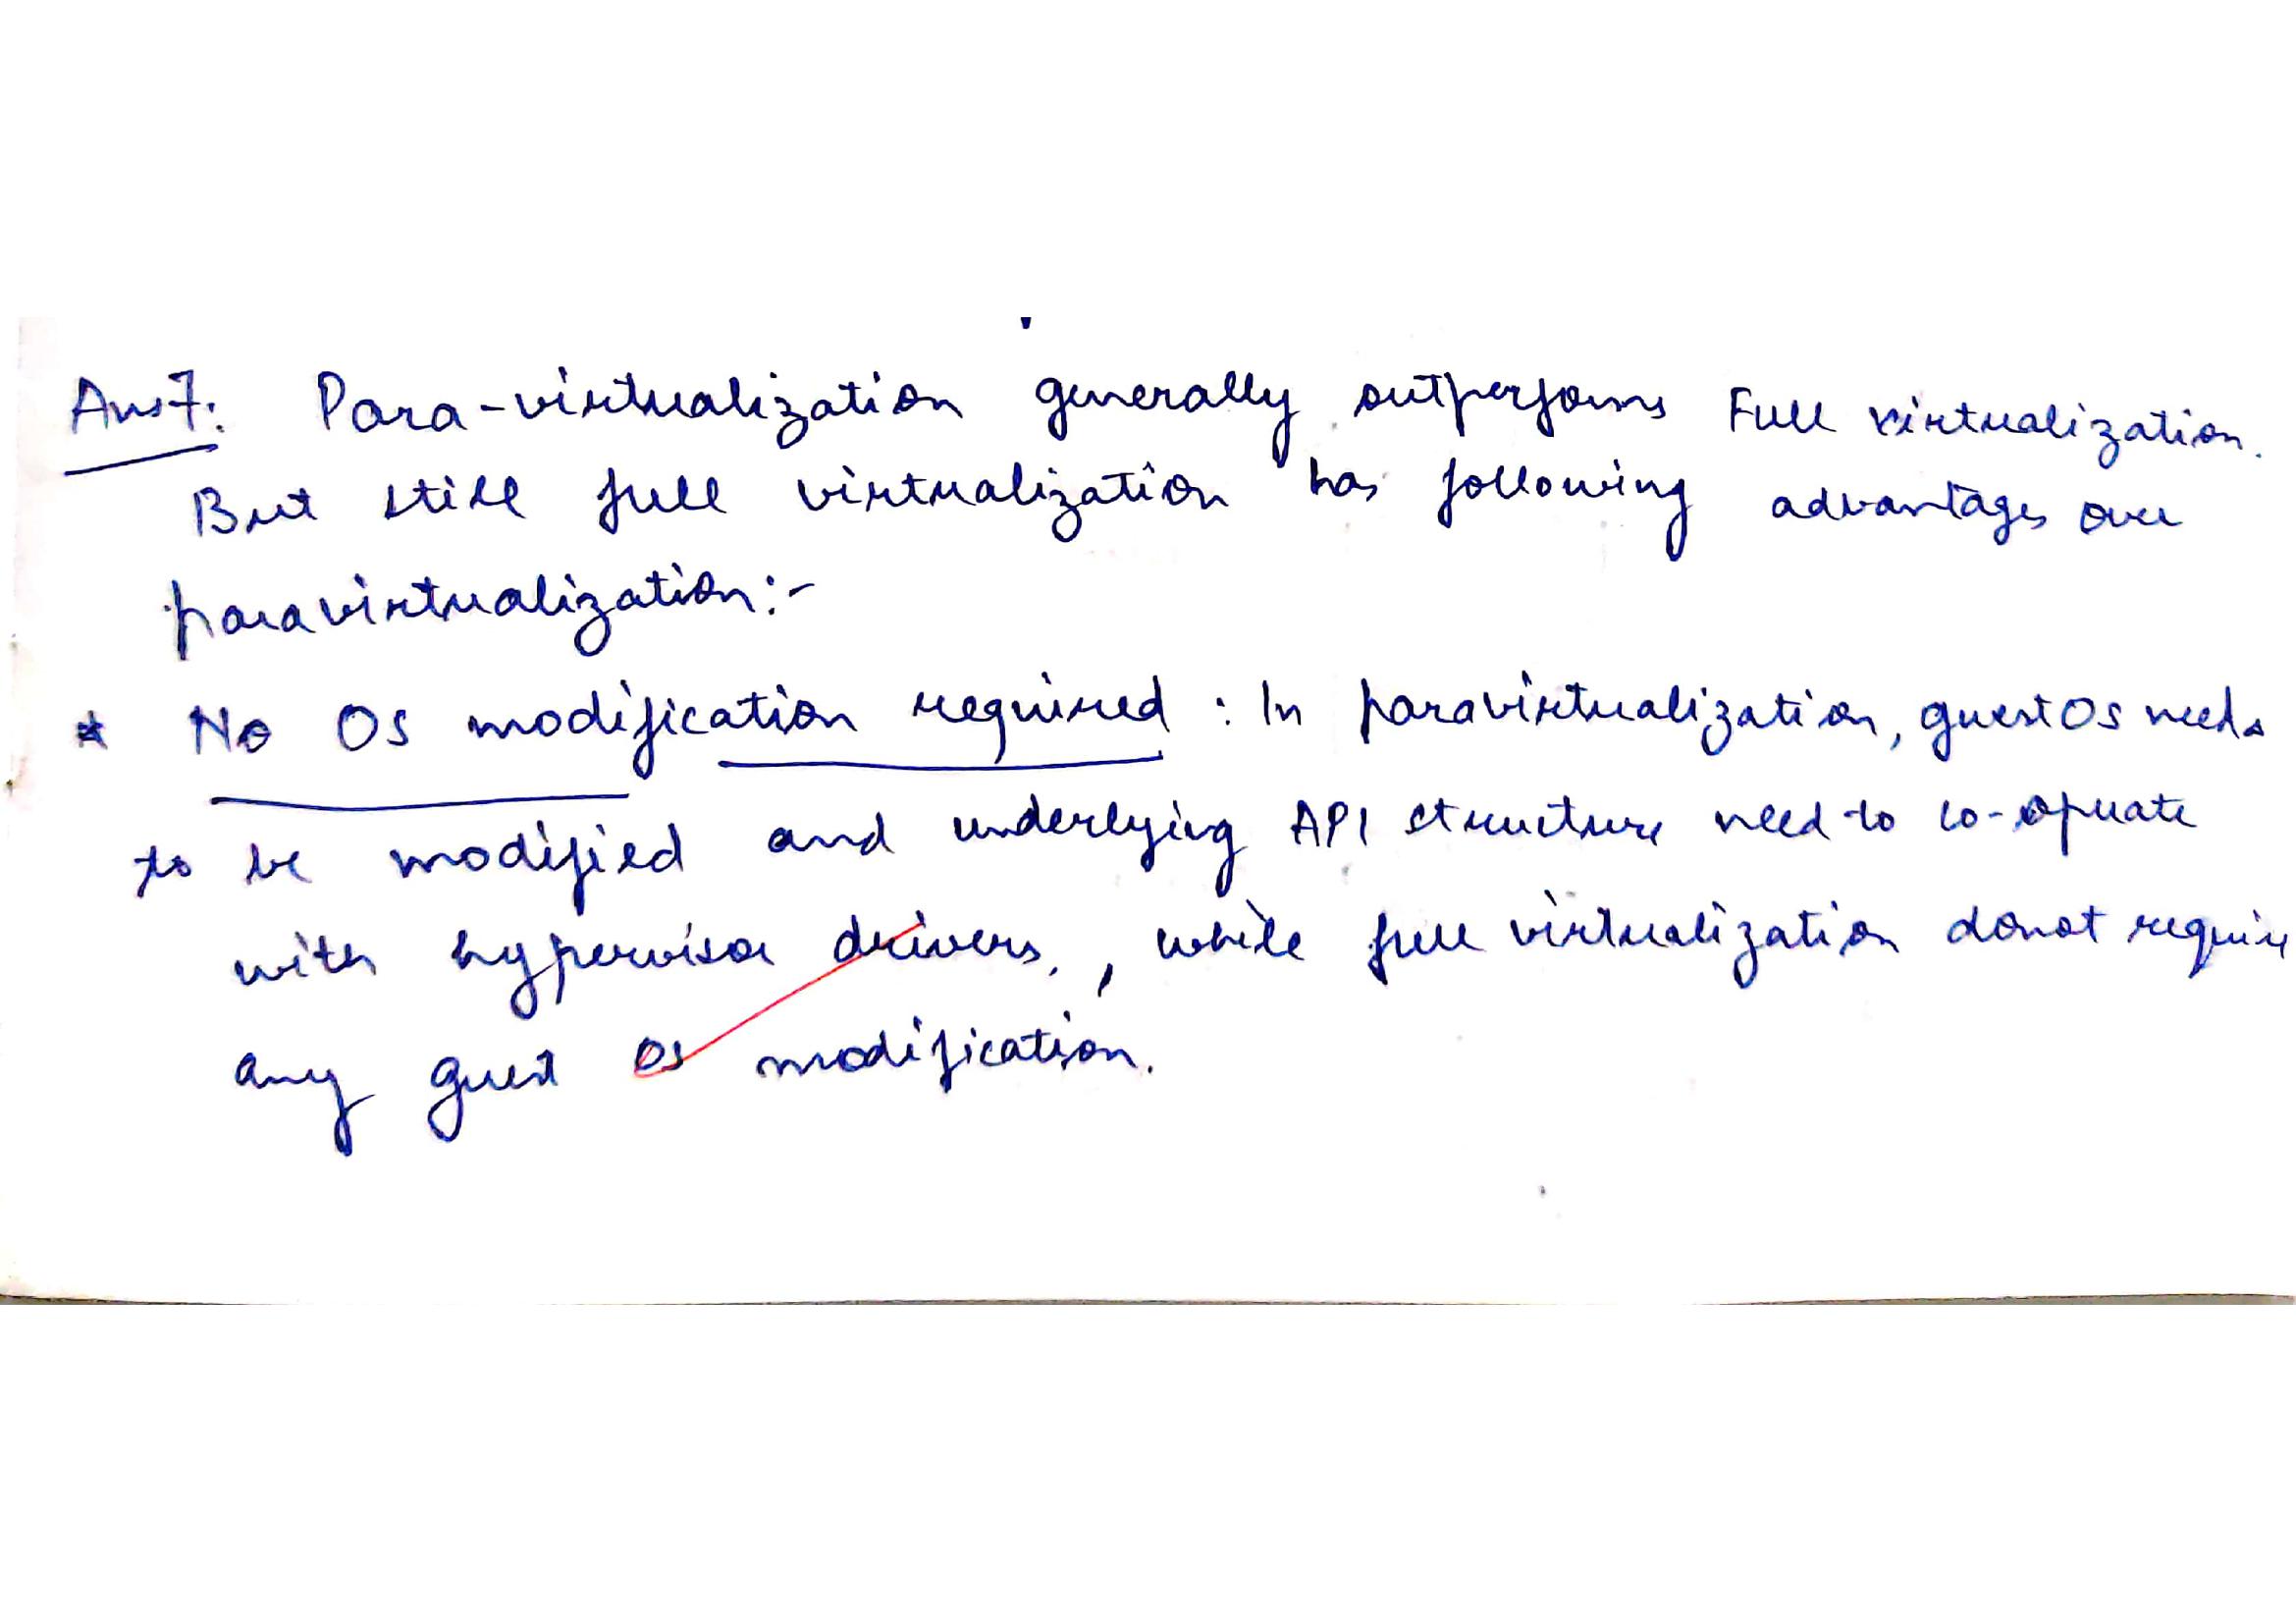 Ans7: Para-virtualization generally outperforms Full virtualization.
But still full virtualization has following advantages over
paravirtualization:-
* No OS modification required : In paravirtualization, guest OS needs
to be modified and underlying API structure need to co-operate
with hypervisor drivers, while full virtualization donot require
any guest OS modification.